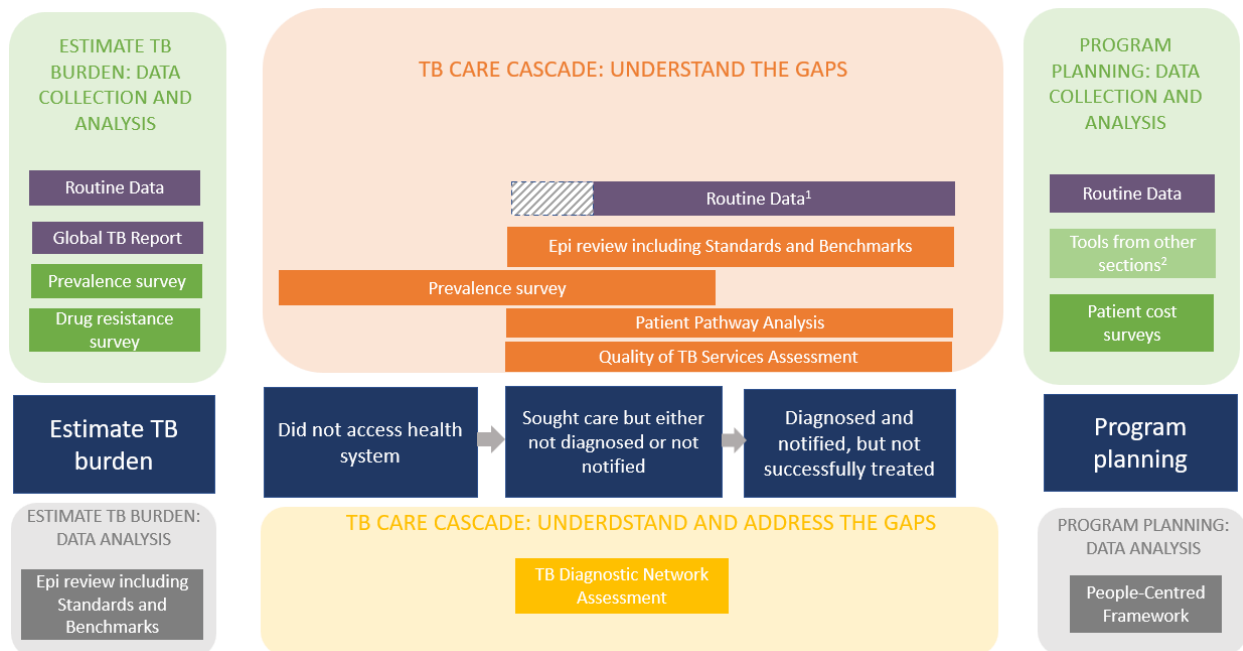 ESTIMATE TB
BURDEN: DATA
COLLECTION AND
ANALYSIS
Routine Data
Global TB Report
Prevalence survey
Drug resistance
survey
TB CARE CASCADE: UNDERSTAND THE GAPS
Routine Data¹
Epi review including Standards and Benchmarks
Prevalence survey
Patient Pathway Analysis
Quality of TB Services Assessment
PROGRAM
PLANNING: DATA
COLLECTION AND
ANALYSIS
Routine Data
Tools from other
sections²
Patient cost
surveys
Estimate TB
burden
Did not access health
system
Sought care but either
not diagnosed or not
notified
Diagnosed and
notified, but not
successfully treated
Program
planning
ESTIMATE TB BURDEN:
DATA ANALYSIS
Epi review including
Standards and
Benchmarks
TB CARE CASCADE: UNDERDSTAND AND ADDRESS THE GAPS
TB Diagnostic Network
Assessment
PROGRAM PLANNING:
DATA ANALYSIS
People-Centred
Framework